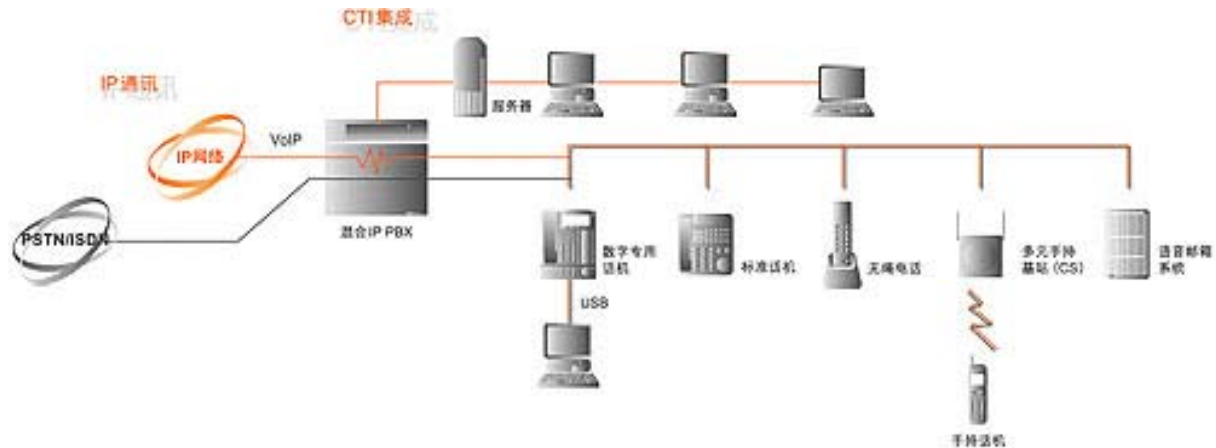 CTI集成
IP通讯
服务器
VoIP
IP网络
PSTN/ISDN
混合IP PBX
数字专用
话机
标准话机
无绳电话
多元手持
基站(CS)
语音邮箱
系统
USB
手持话机